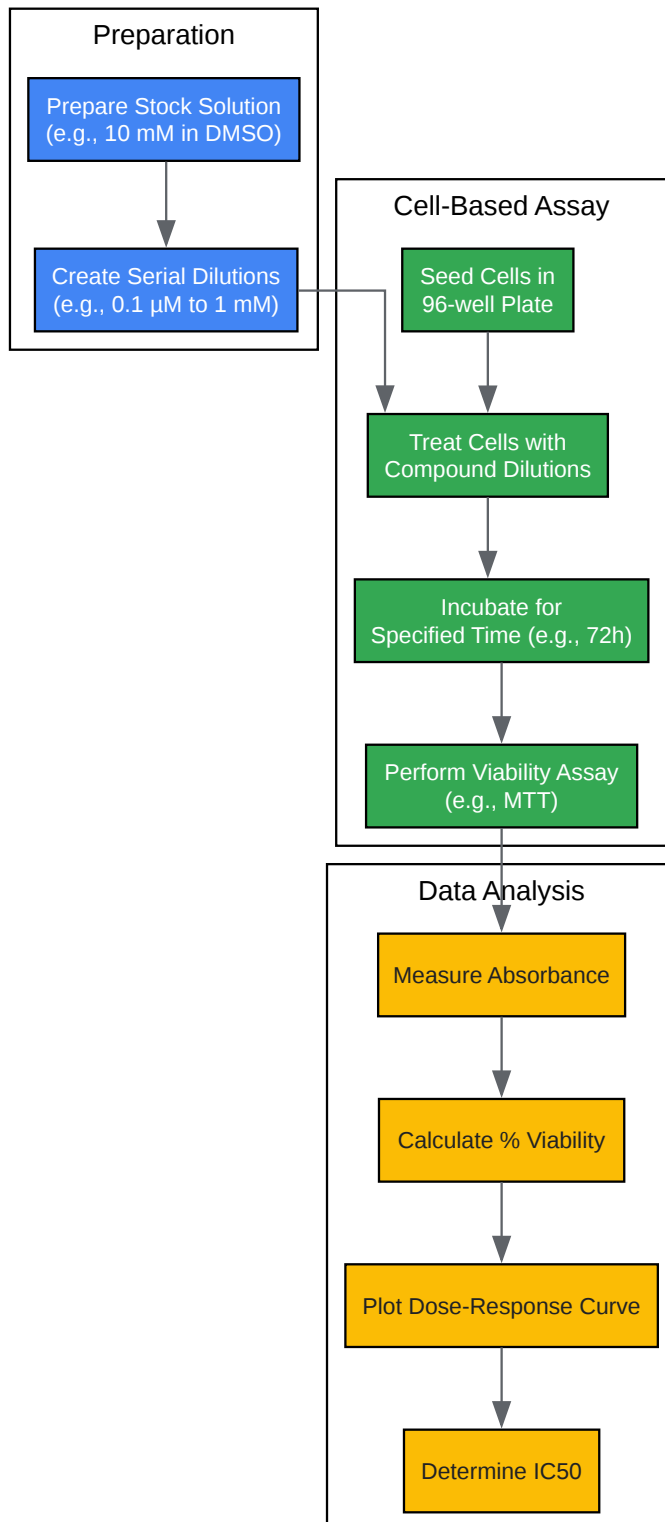 Preparation
Prepare Stock Solution
(e.g., 10 mM in DMSO)
Create Serial Dilutions
(e.g., 0.1 µM to 1 mM)
Cell-Based Assay
Seed Cells in
96-well Plate
Treat Cells with
Compound Dilutions
Incubate for
Specified Time (e.g., 72h)
Perform Viability Assay
(e.g., MTT)
Data Analysis
Measure Absorbance
Calculate % Viability
Plot Dose-Response Curve
Determine IC50